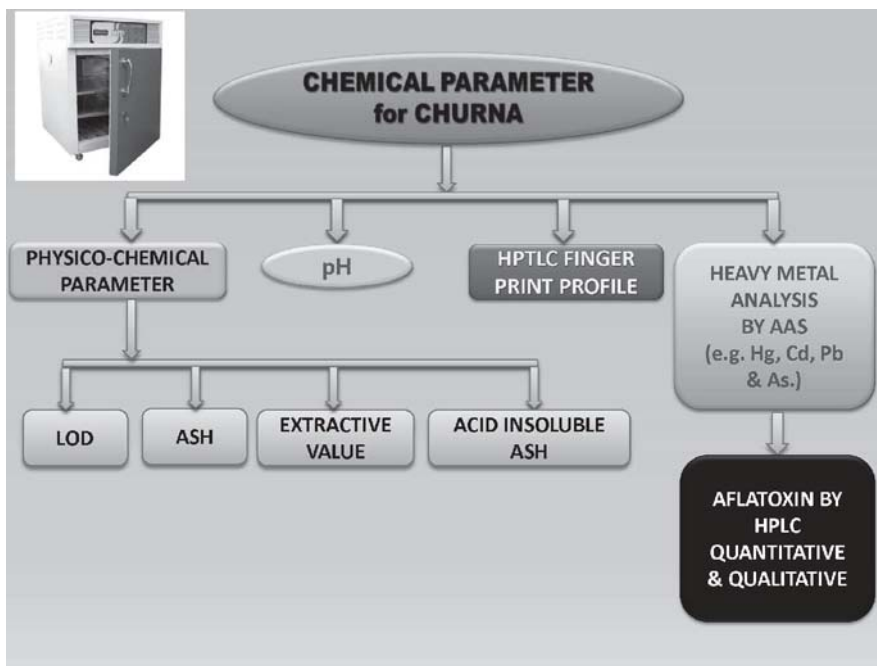 CHEMICAL PARAMETER
for CHURNA
PHYSICO-CHEMICAL
PARAMETER
pH
HPTLC FINGER
PRINT PROFILE
HEAVY METAL
ANALYSIS
BY AAS
(e.g. Hg, Cd, Pb
& As.)
LOD
ASH
EXTRACTIVE
VALUE
ACID INSOLUBLE
ASH
AFLATOXIN BY
HPLC
QUANTITATIVE
& QUALITATIVE